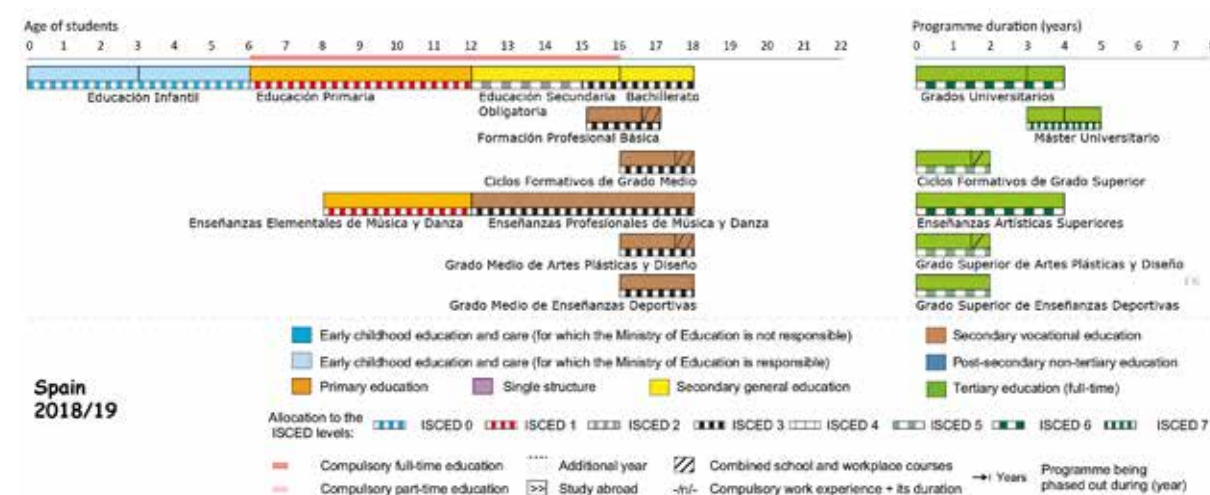 Age of students
Programme duration (years)
0 1 2 3 4 5 6 7 8 9 10 11 12 13 14 15 16 17 18 19 20 21 22
0 1 2 3 4 5 6 7
Educación Infantil
Educación Primaria
Educación Secundaria
Obligatoria
Bachillerato
Grados Universitarios
Formación Profesional Básica
Máster Universitario
Ciclos Formativos de Grado Medio
Ciclos Formativos de Grado Superior
Enseñanzas Elementales de Música y Danza
Enseñanzas Profesionales de Música y Danza
Enseñanzas Artísticas Superiores
Grado Medio de Artes Plásticas y Diseño
Grado Superior de Artes Plásticas y Diseño
Grado Medio de Enseñanzas Deportivas
Grado Superior de Enseñanzas Deportivas
Early childhood education and care (for which the Ministry of Education is not responsible)
Secondary vocational education
Early childhood education and care (for which the Ministry of Education is responsible)
Post-secondary non-tertiary education
Primary education
Single structure
Secondary general education
Tertiary education (full-time)
Spain
2018/19
Allocation to the
ISCED levels:
ISCED 0 ISCED 1 ISCED 2 ISCED 3 ISCED 4 ISCED 5 ISCED 6 ISCED 7
Compulsory full-time education
Additional year
Combined school and workplace courses
Years
Programme being
phased out during (year)
Compulsory part-time education
>> Study abroad
-/n/- Compulsory work experience + its duration